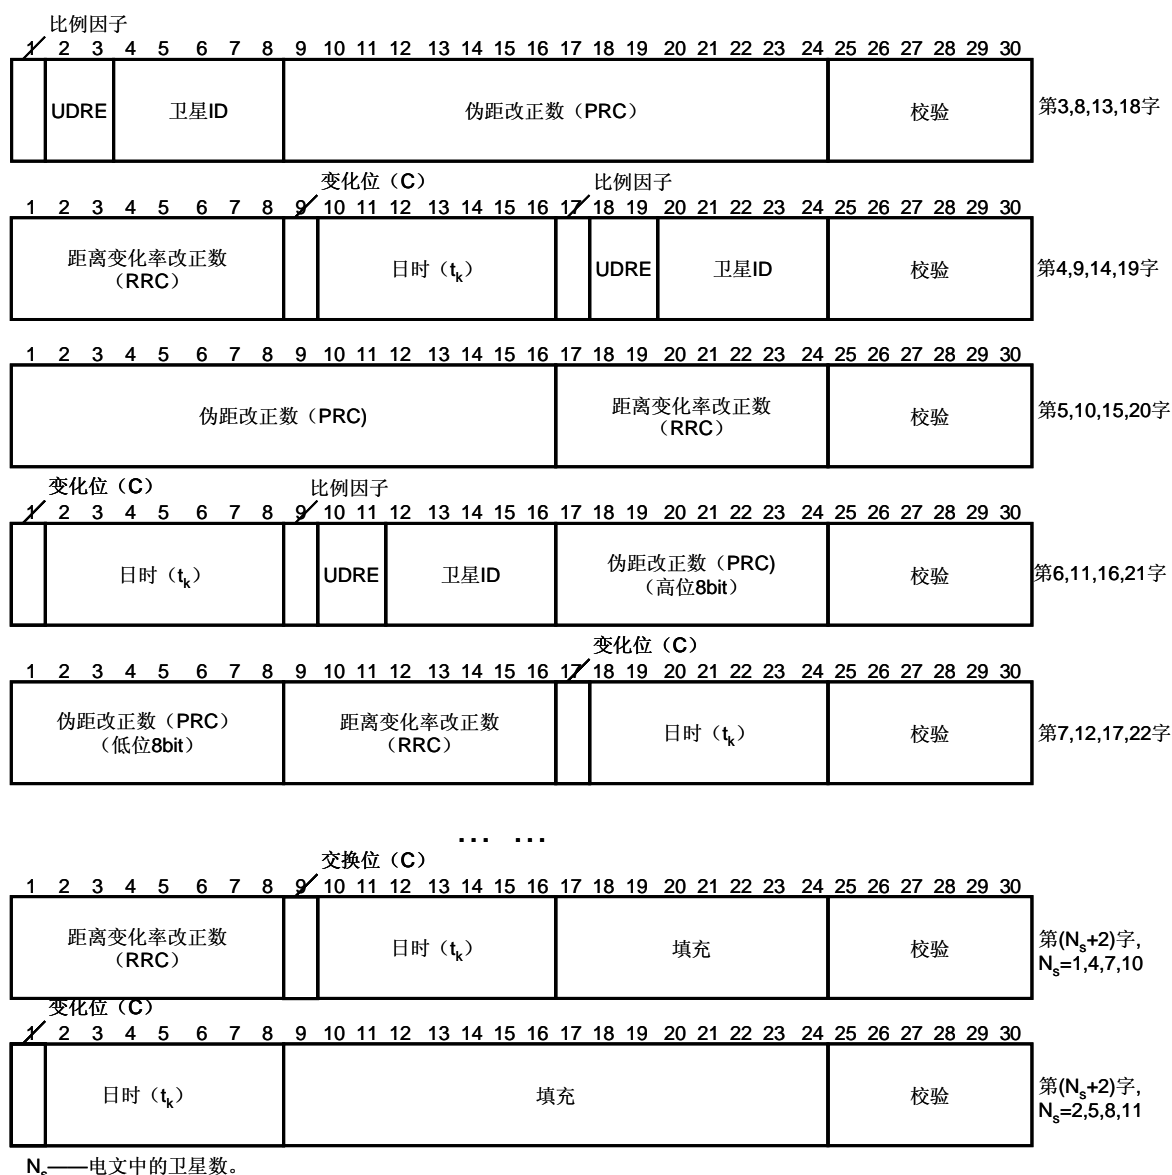 比例因子
1 2 3 4 5 6 7 8 9 10 11 12 13 14 15 16 17 18 19 20 21 22 23 24 25 26 27 28 29 30
UDRE 卫星ID 伪距改正数（PRC） 校验 第3,8,13,18字
变化位（C） 比例因子
1 2 3 4 5 6 7 8 9 10 11 12 13 14 15 16 17 18 19 20 21 22 23 24 25 26 27 28 29 30
距离变化率改正数
（RRC） 日时（tk） UDRE 卫星ID 校验 第4,9,14,19字
1 2 3 4 5 6 7 8 9 10 11 12 13 14 15 16 17 18 19 20 21 22 23 24 25 26 27 28 29 30
伪距改正数（PRC) 距离变化率改正数
（RRC） 校验 第5,10,15,20字
变化位（C） 比例因子
1 2 3 4 5 6 7 8 9 10 11 12 13 14 15 16 17 18 19 20 21 22 23 24 25 26 27 28 29 30
日时（tk） UDRE 卫星ID 伪距改正数（PRC)
（高位8bit） 校验 第6,11,16,21字
变化位（C）
1 2 3 4 5 6 7 8 9 10 11 12 13 14 15 16 17 18 19 20 21 22 23 24 25 26 27 28 29 30
伪距改正数（PRC）
（低位8bit） 距离变化率改正数
（RRC） 日时（tk） 校验 第7,12,17,22字
... ...
交换位（C）
1 2 3 4 5 6 7 8 9 10 11 12 13 14 15 16 17 18 19 20 21 22 23 24 25 26 27 28 29 30
距离变化率改正数
（RRC） 日时（tk） 填充 校验 第(Ns+2)字,
Ns=1,4,7,10
变化位（C）
1 2 3 4 5 6 7 8 9 10 11 12 13 14 15 16 17 18 19 20 21 22 23 24 25 26 27 28 29 30
日时（tk） 填充 校验 第(Ns+2)字,
Ns=2,5,8,11
Ns——电文中的卫星数。